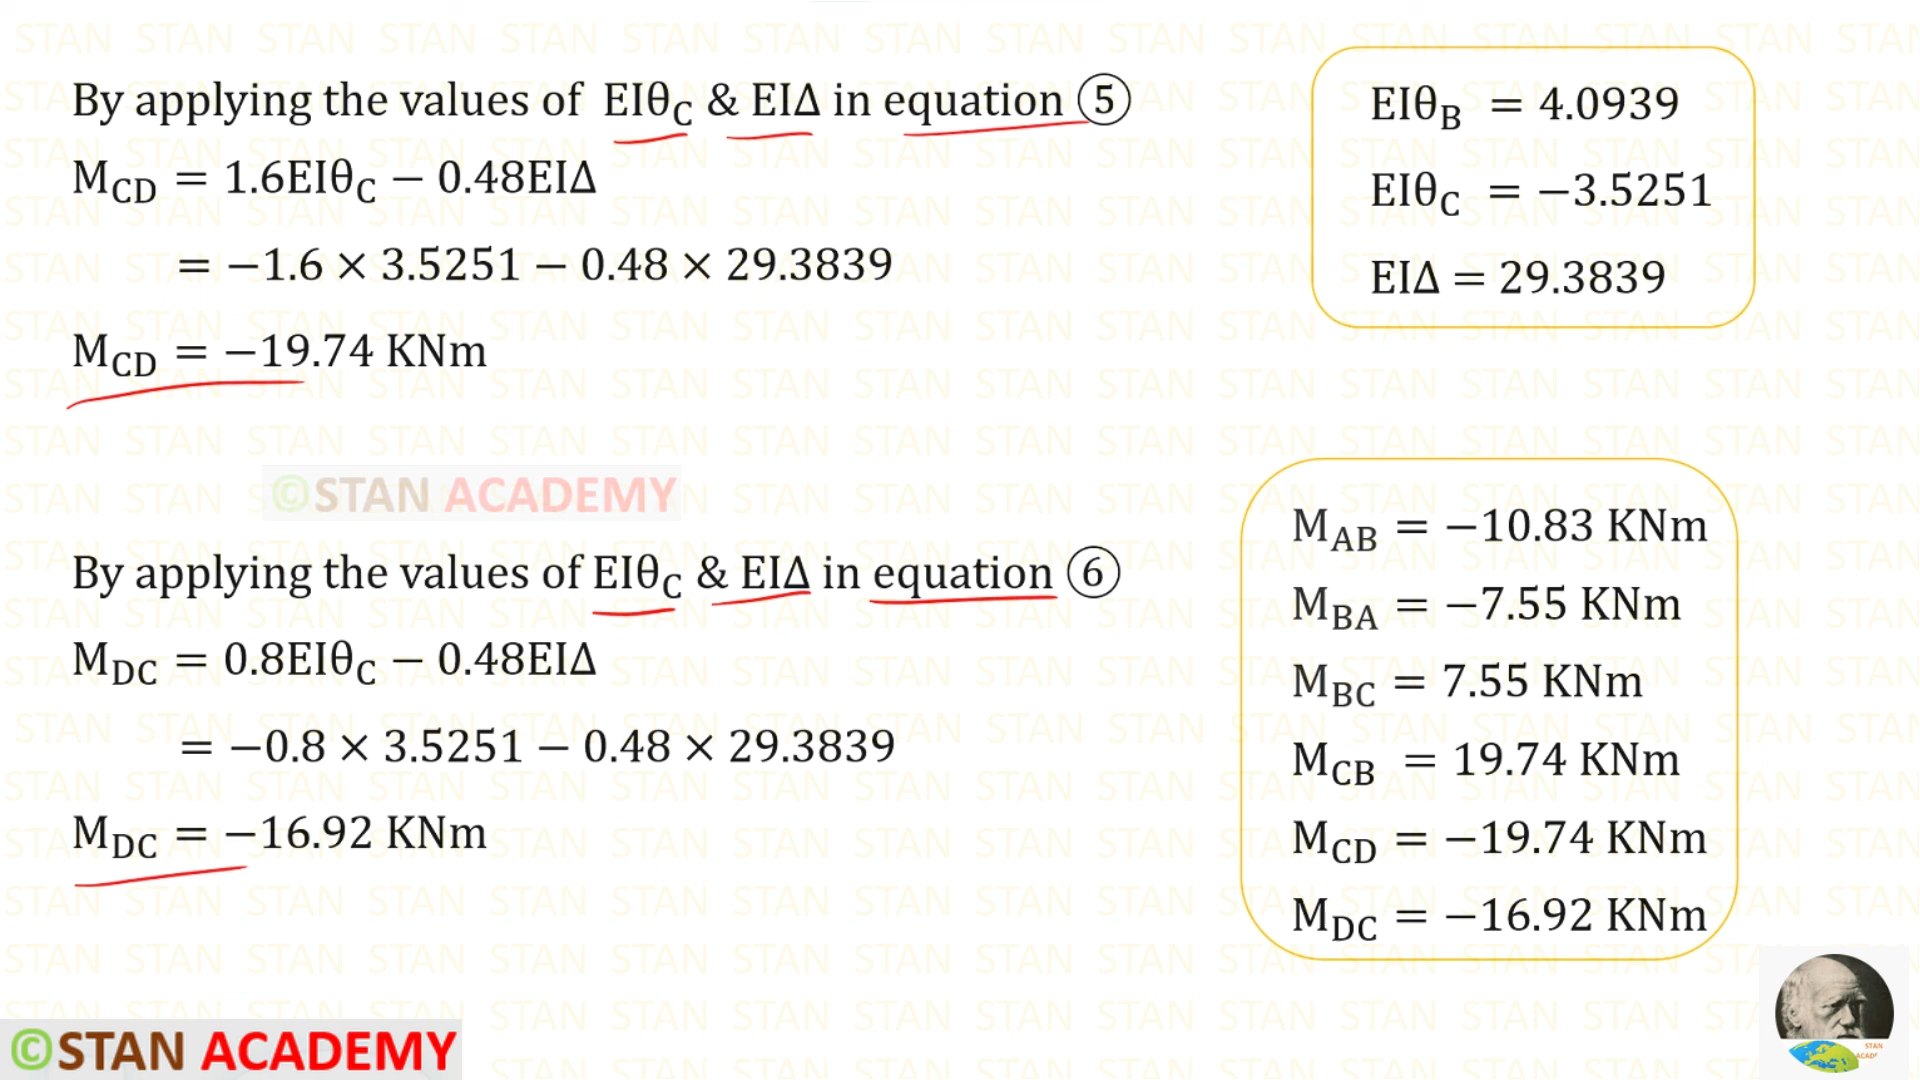 By applying the values of EIθC & EIΔ in equation ⑤
MCD = 1.6EIθC − 0.48EIΔ
= −1.6 × 3.5251 − 0.48 × 29.3839
MCD = −19.74 KNm
©STAN ACADEMY
By applying the values of EIθC & EIΔ in equation ⑥
MDC = 0.8EIθC − 0.48EIΔ
= −0.8 × 3.5251 − 0.48 × 29.3839
MDC = −16.92 KNm
EIθB = 4.0939
EIθC = −3.5251
EIΔ = 29.3839
MAB = −10.83 KNm
MBA = −7.55 KNm
MBC = 7.55 KNm
MCB = 19.74 KNm
MCD = −19.74 KNm
MDC = −16.92 KNm
©STAN ACADEMY
STAN